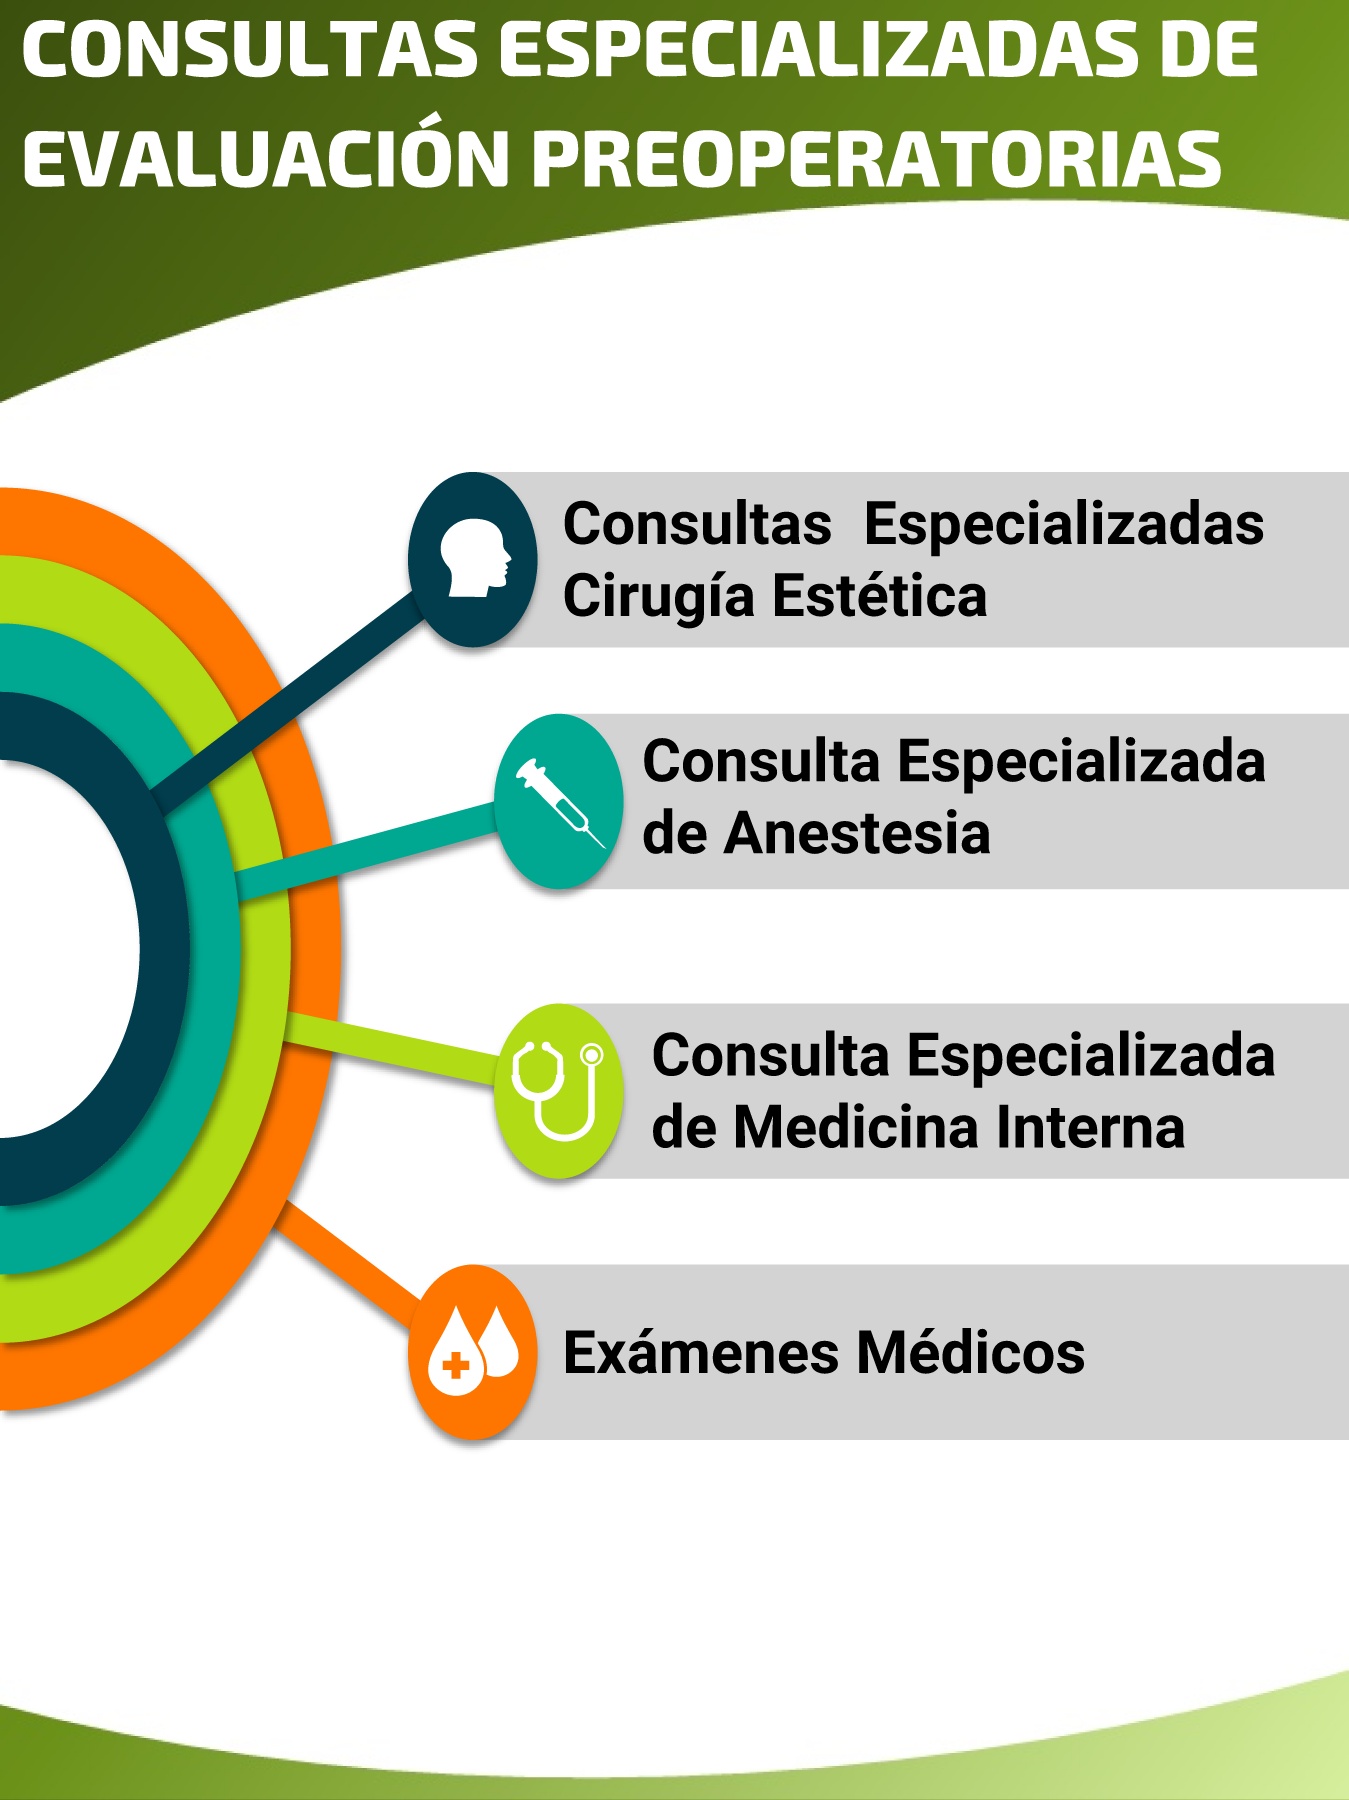 CONSULTAS ESPECIALIZADAS DE
EVALUACIÓN PREOPERATORIAS
Consultas Especializadas
Cirugía Estética
Consulta Especializada
de Anestesia
Consulta Especializada
de Medicina Interna
Exámenes Médicos